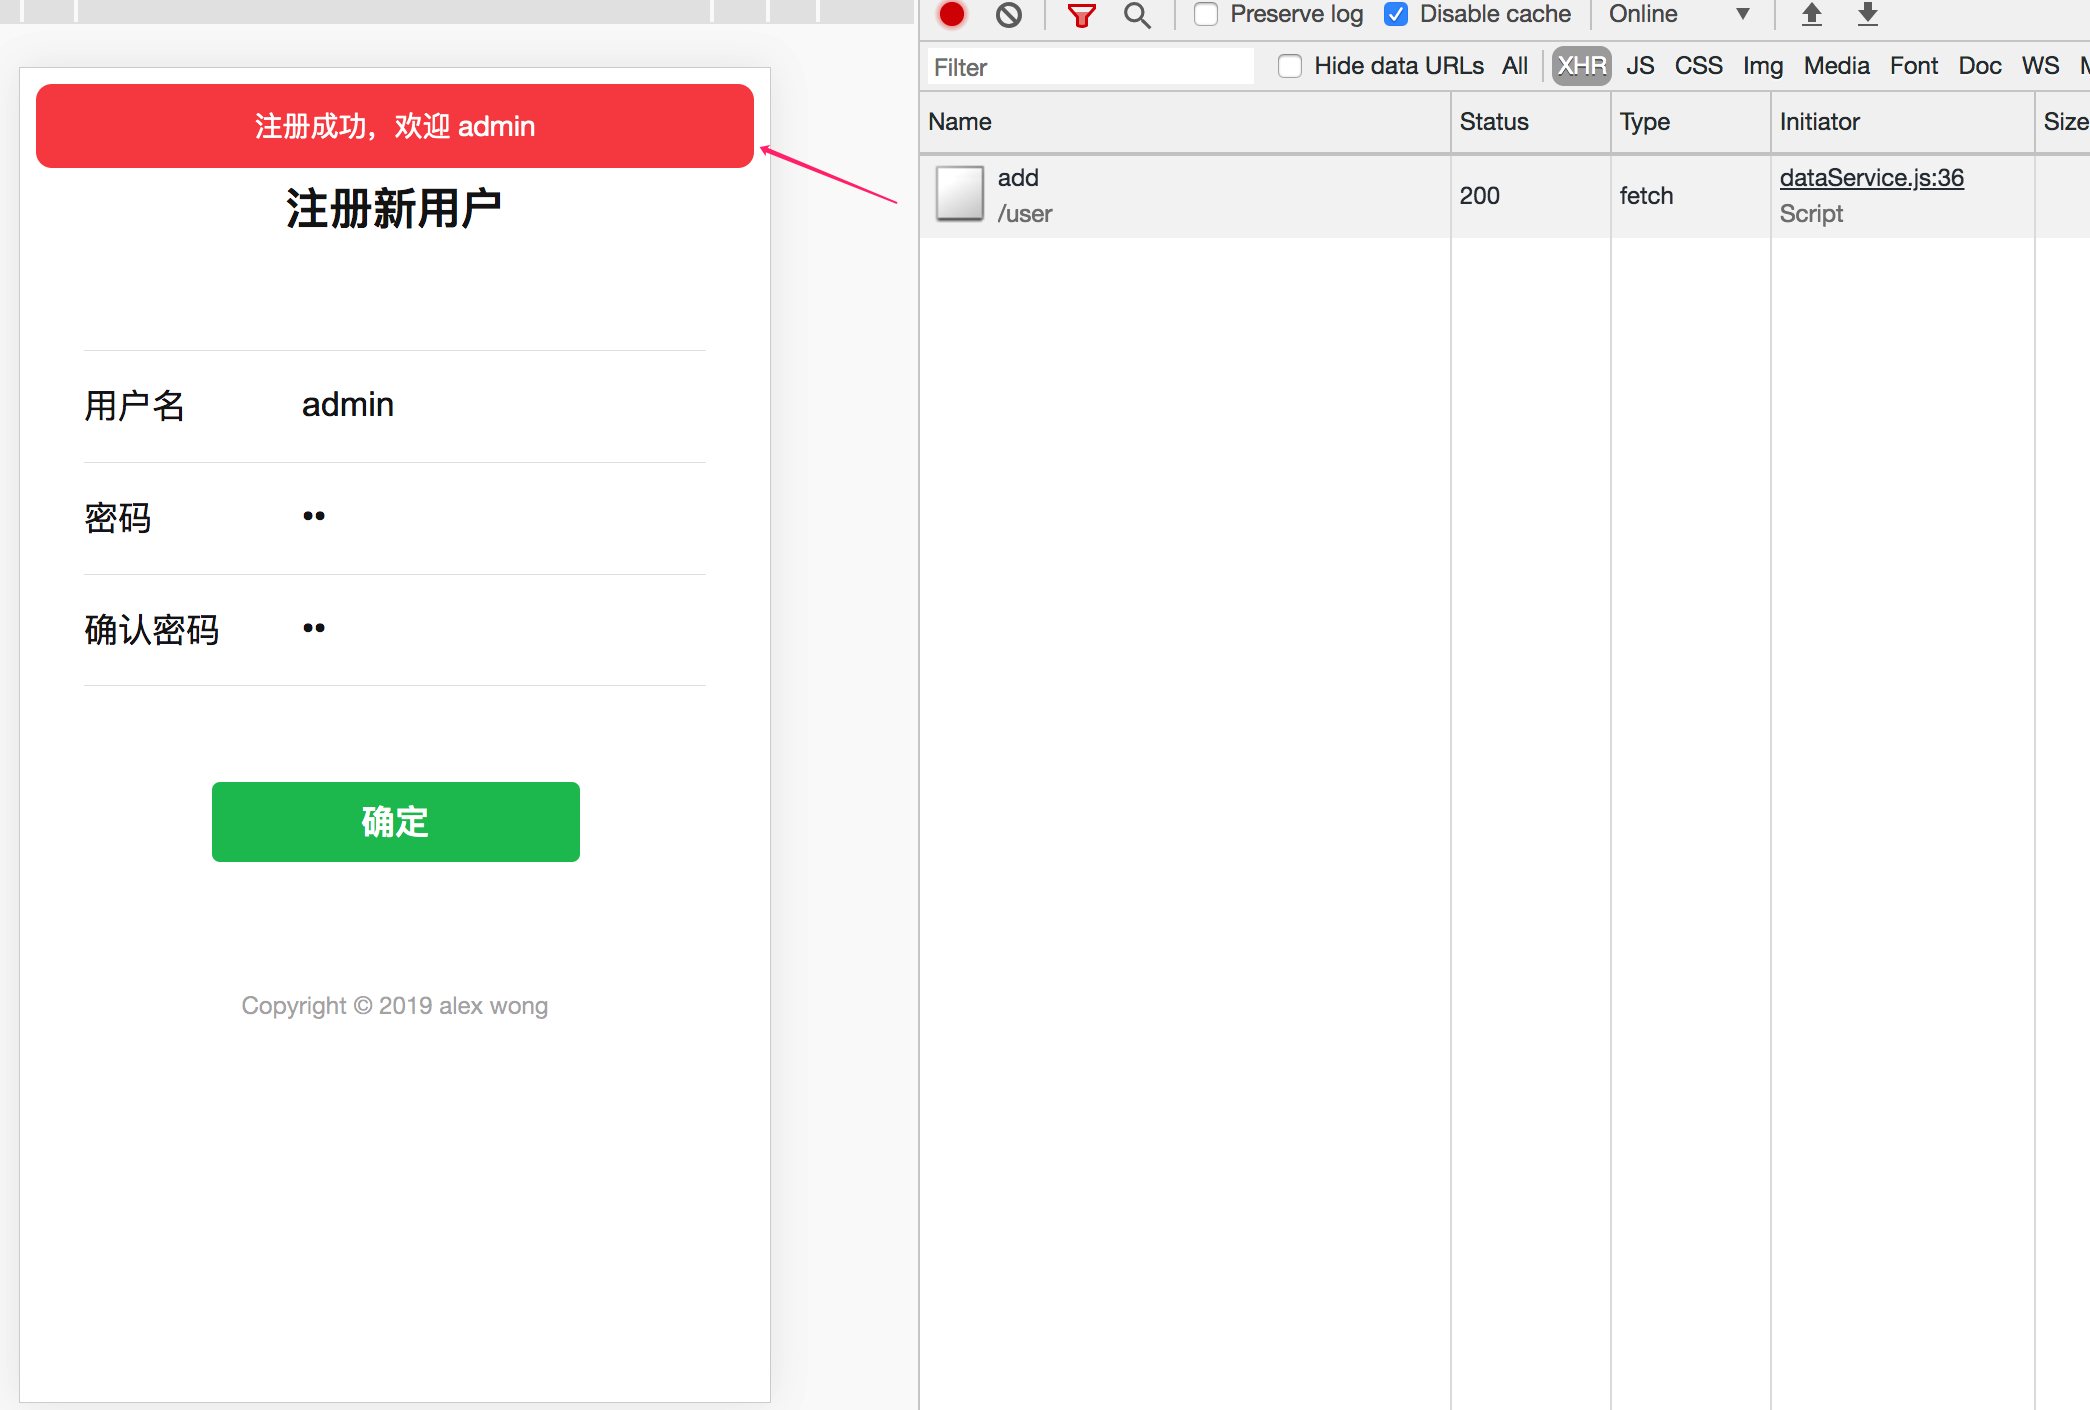 注册成功，欢迎 admin
注册新用户
用户名 admin
密码 ••
确认密码 ••
确定
Copyright © 2019 alex wong
Preserve log Disable cache Online
Filter Hide data URLs All XHR JS CSS Img Media Font Doc WS
Name Status Type Initiator Size
add 200 fetch dataService.js:36
/user Script